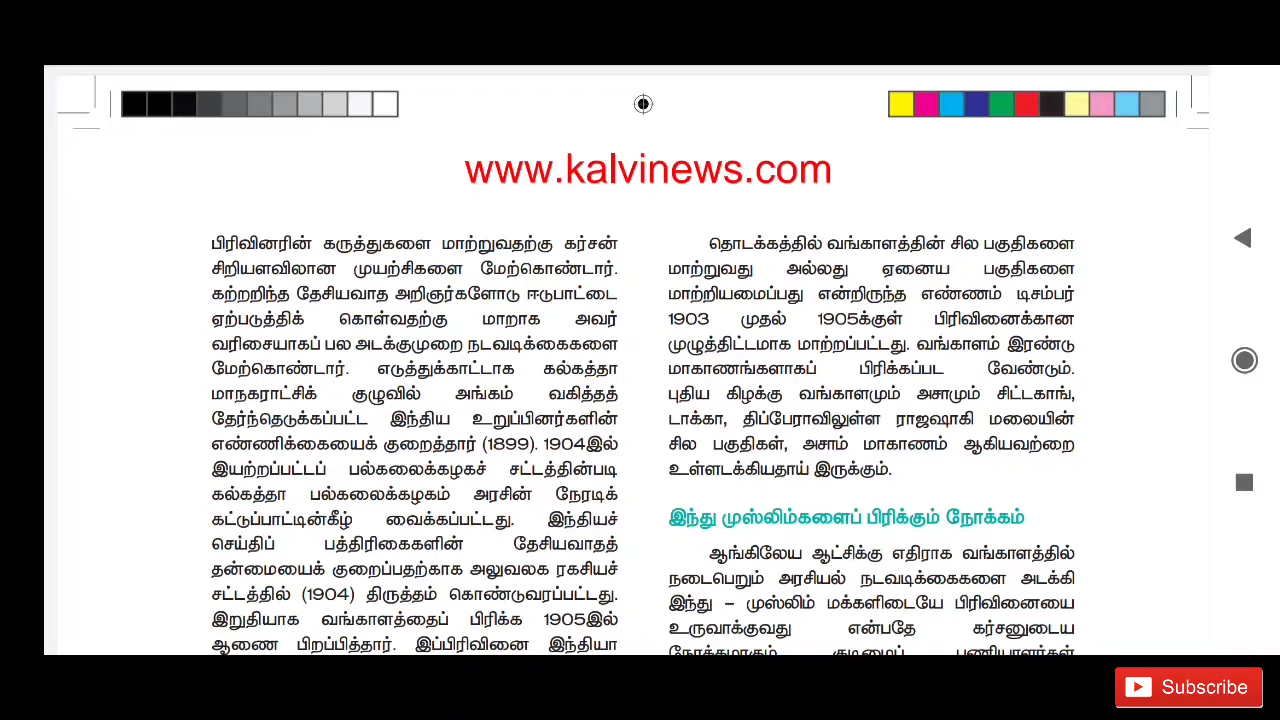 www.kalvinews.com
பிரிவினரின் கருத்துகளை மாற்றுவதற்கு கர்சன்
சிறியளவிலான முயற்சிகளை மேற்கொண்டார்.
கற்றறிந்த தேசியவாத அறிஞர்களோடு ஈடுபாட்டை
ஏற்படுத்திக் கொள்வதற்கு மாறாக அவர்
வரிசையாகப் பல அடக்குமுறை நடவடிக்கைகளை
மேற்கொண்டார். எடுத்துக்காட்டாக கல்கத்தா
மாநகராட்சிக் குழுவில் அங்கம் வகித்தத்
தேர்ந்தெடுக்கப்பட்ட இந்திய உறுப்பினர்களின்
எண்ணிக்கையைக் குறைத்தார் (1899). 1904இல்
இயற்றப்பட்டப் பல்கலைக்கழகச் சட்டத்தின்படி
கல்கத்தா பல்கலைக்கழகம் அரசின் நேரடிக்
கட்டுப்பாட்டின்கீழ் வைக்கப்பட்டது. இந்தியச்
செய்திப் பத்திரிகைகளின் தேசியவாதத்
தன்மையைக் குறைப்பதற்காக அலுவலக ரகசியச்
சட்டத்தில் (1904) திருத்தம் கொண்டுவரப்பட்டது.
இறுதியாக வங்காளத்தைப் பிரிக்க 1905இல்
ஆணை பிறப்பித்தார். இப்பிரிவினை இந்தியா
தொடக்கத்தில் வங்காளத்தின் சில பகுதிகளை
மாற்றுவது அல்லது ஏனைய பகுதிகளை
மாற்றியமைப்பது என்றிருந்த எண்ணம் டிசம்பர்
1903 முதல் 1905க்குள் பிரிவினைக்கான
முழுத்திட்டமாக மாற்றப்பட்டது. வங்காளம் இரண்டு
மாகாணங்களாகப் பிரிக்கப்பட வேண்டும்.
புதிய கிழக்கு வங்காளமும் அசாமும் சிட்டகாங்,
டாக்கா, திப்பேராவிலுள்ள ராஜஷாகி மலையின்
சில பகுதிகள், அசாம் மாகாணம் ஆகியவற்றை
உள்ளடக்கியதாய் இருக்கும்.
இந்து முஸ்லிம்களைப் பிரிக்கும் நோக்கம்
ஆங்கிலேய ஆட்சிக்கு எதிராக வங்காளத்தில்
நடைபெறும் அரசியல் நடவடிக்கைகளை அடக்கி
இந்து – முஸ்லிம் மக்களிடையே பிரிவினையை
உருவாக்குவது என்பதே கர்சனுடைய
நோக்கமாகும். குடிமைப் பணியாளர்கள்
Subscribe